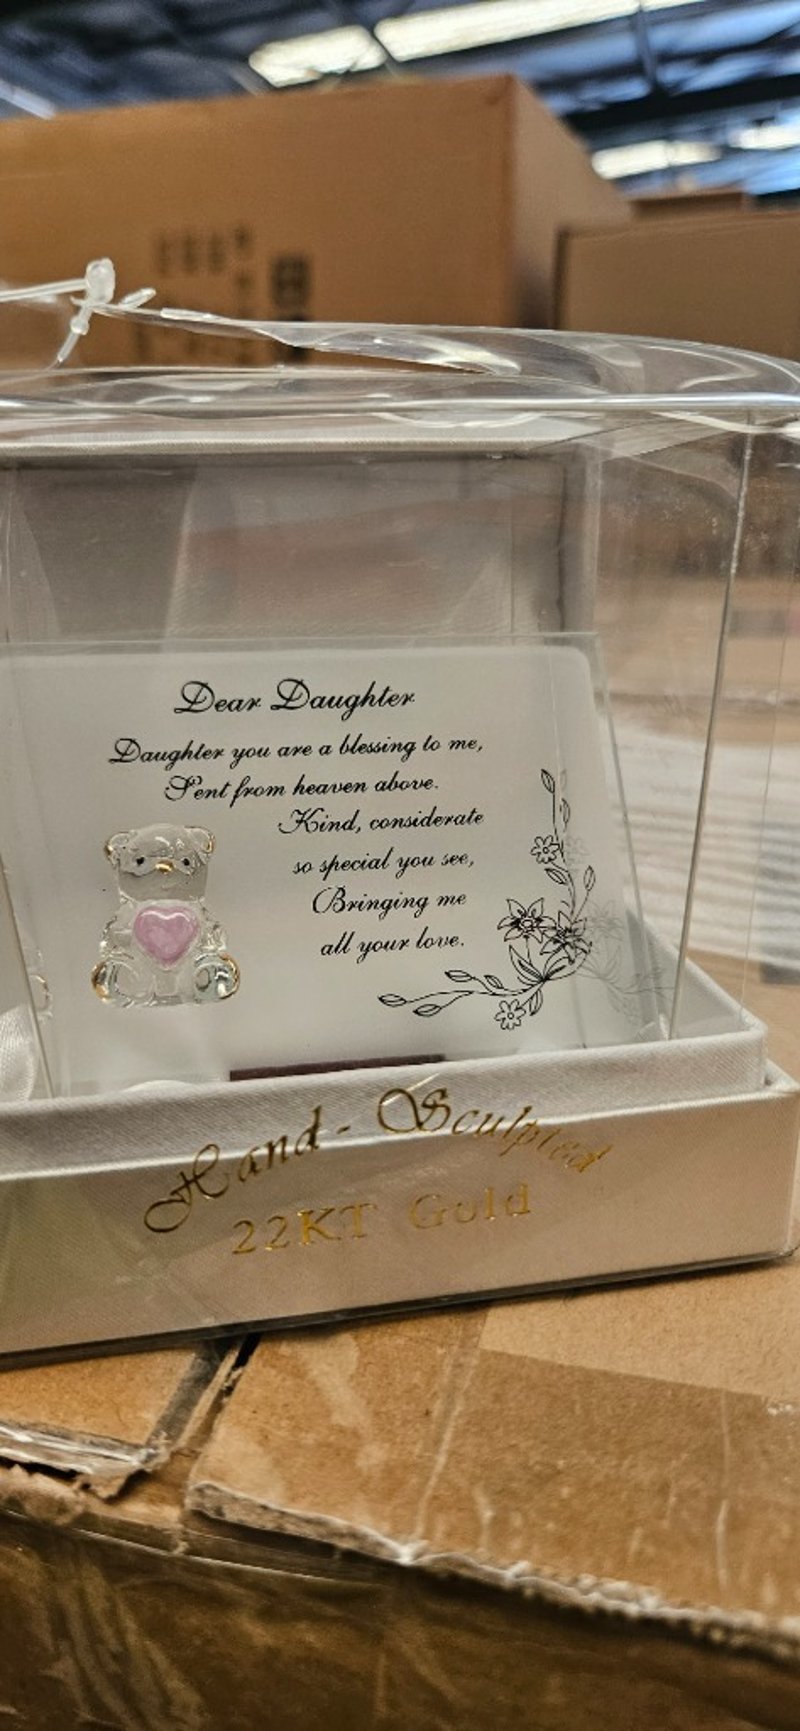 Dear Daughter
Daughter you are a blessing to me,
Sent from heaven above.
Kind, considerate
so special you see,
Bringing me
all your love.
Hand-Sculpted
22KT Gold